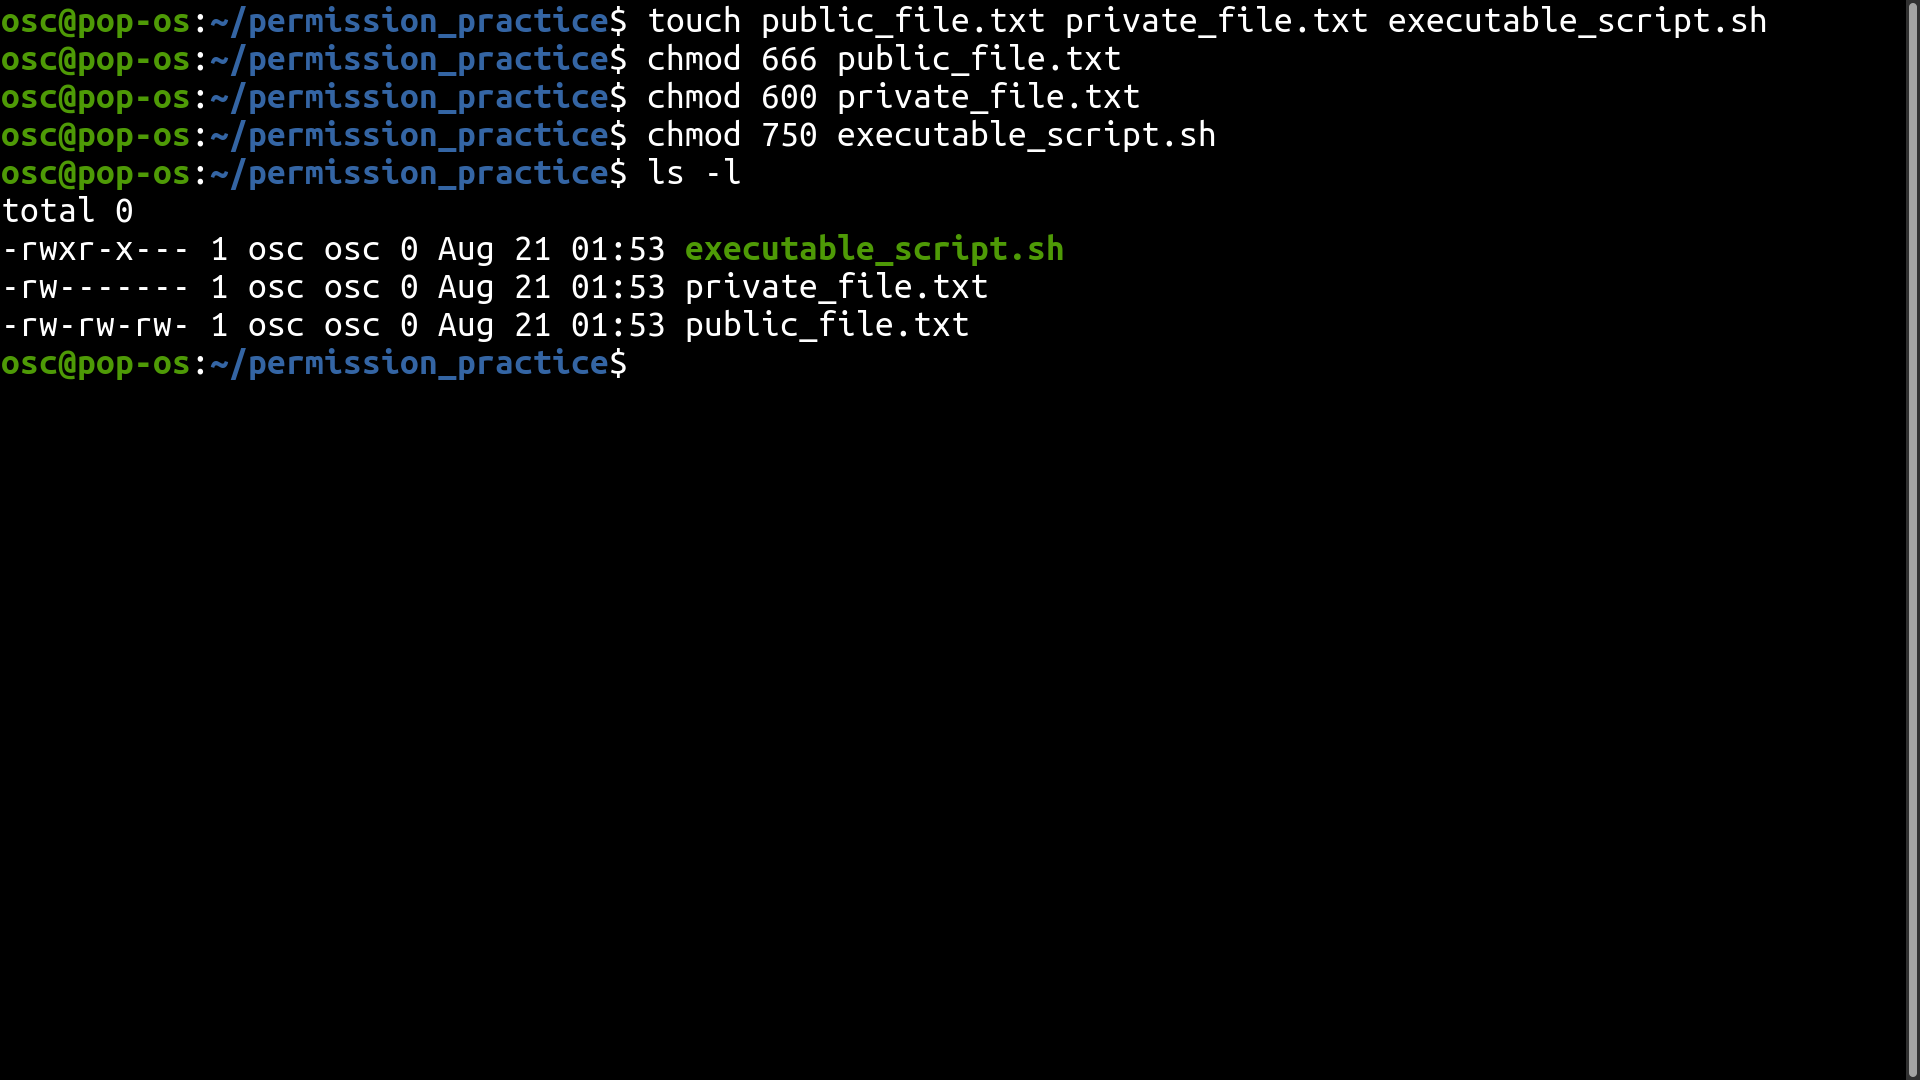 osc@pop-os:~/permission_practice$ touch public_file.txt private_file.txt executable_script.sh
osc@pop-os:~/permission_practice$ chmod 666 public_file.txt
osc@pop-os:~/permission_practice$ chmod 600 private_file.txt
osc@pop-os:~/permission_practice$ chmod 750 executable_script.sh
osc@pop-os:~/permission_practice$ ls -l
total 0
-rwxr-x--- 1 osc osc 0 Aug 21 01:53 executable_script.sh
-rw------- 1 osc osc 0 Aug 21 01:53 private_file.txt
-rw-rw-rw- 1 osc osc 0 Aug 21 01:53 public_file.txt
osc@pop-os:~/permission_practice$